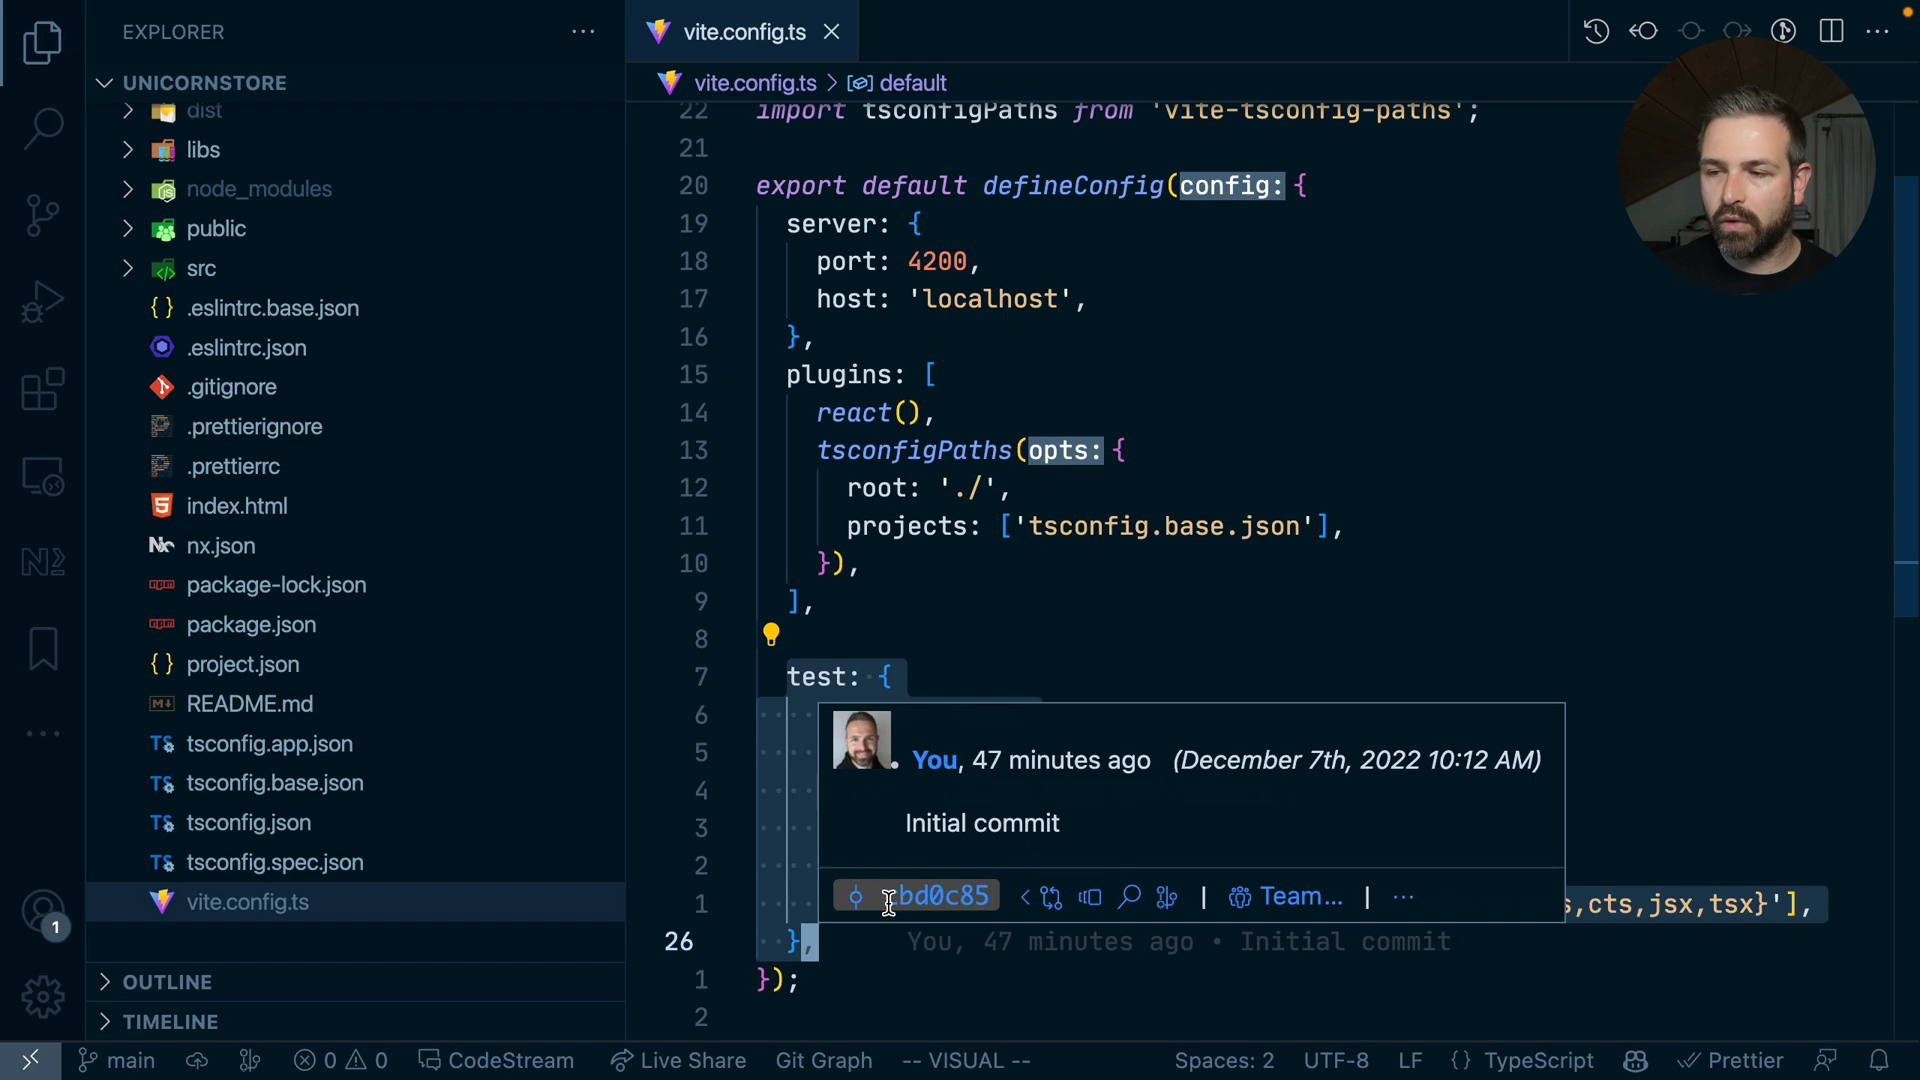 EXPLORER
UNICORNSTORE
dist
libs
node_modules
public
src
.eslintrc.base.json
.eslintrc.json
.gitignore
.prettierignore
.prettierrc
index.html
nx.json
package-lock.json
package.json
project.json
README.md
tsconfig.app.json
tsconfig.base.json
tsconfig.json
tsconfig.spec.json
vite.config.ts
OUTLINE
TIMELINE
1
vite.config.ts
vite.config.ts > default
22 import tsconfigPaths from 'vite-tsconfig-paths';
21
20 export default defineConfig(config: {
19 server: {
18 port: 4200,
17 host: 'localhost',
16 },
15 plugins: [
14 react(),
13 tsconfigPaths(opts: {
12 root: './',
11 projects: ['tsconfig.base.json'],
10 }),
9 ],
8
7 test: {
6
5
4
3
2
1 s,cts,jsx,tsx}'],
You, 47 minutes ago (December 7th, 2022 10:12 AM)
Initial commit
bd0c85 | Team... | ...
26 }, You, 47 minutes ago • Initial commit
1 });
2
main 0 0 CodeStream Live Share Git Graph -- VISUAL -- Spaces: 2 UTF-8 LF {} TypeScript Prettier